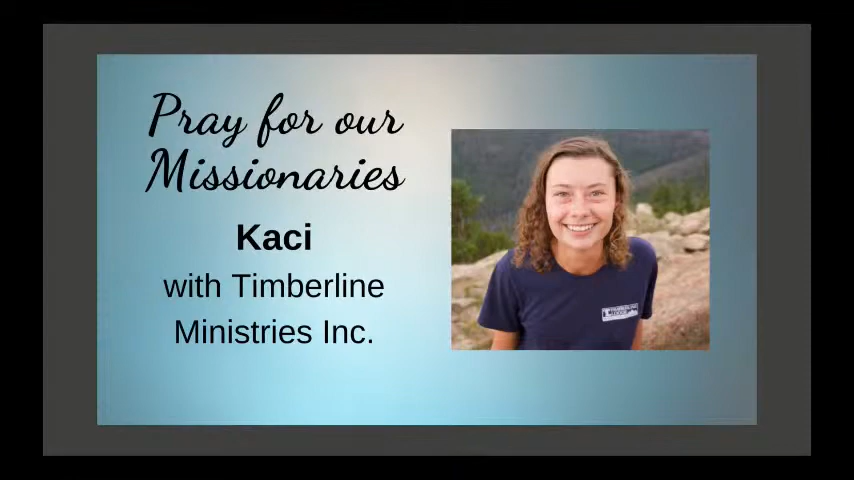 Pray for our
Missionaries
Kaci
with Timberline
Ministries Inc.